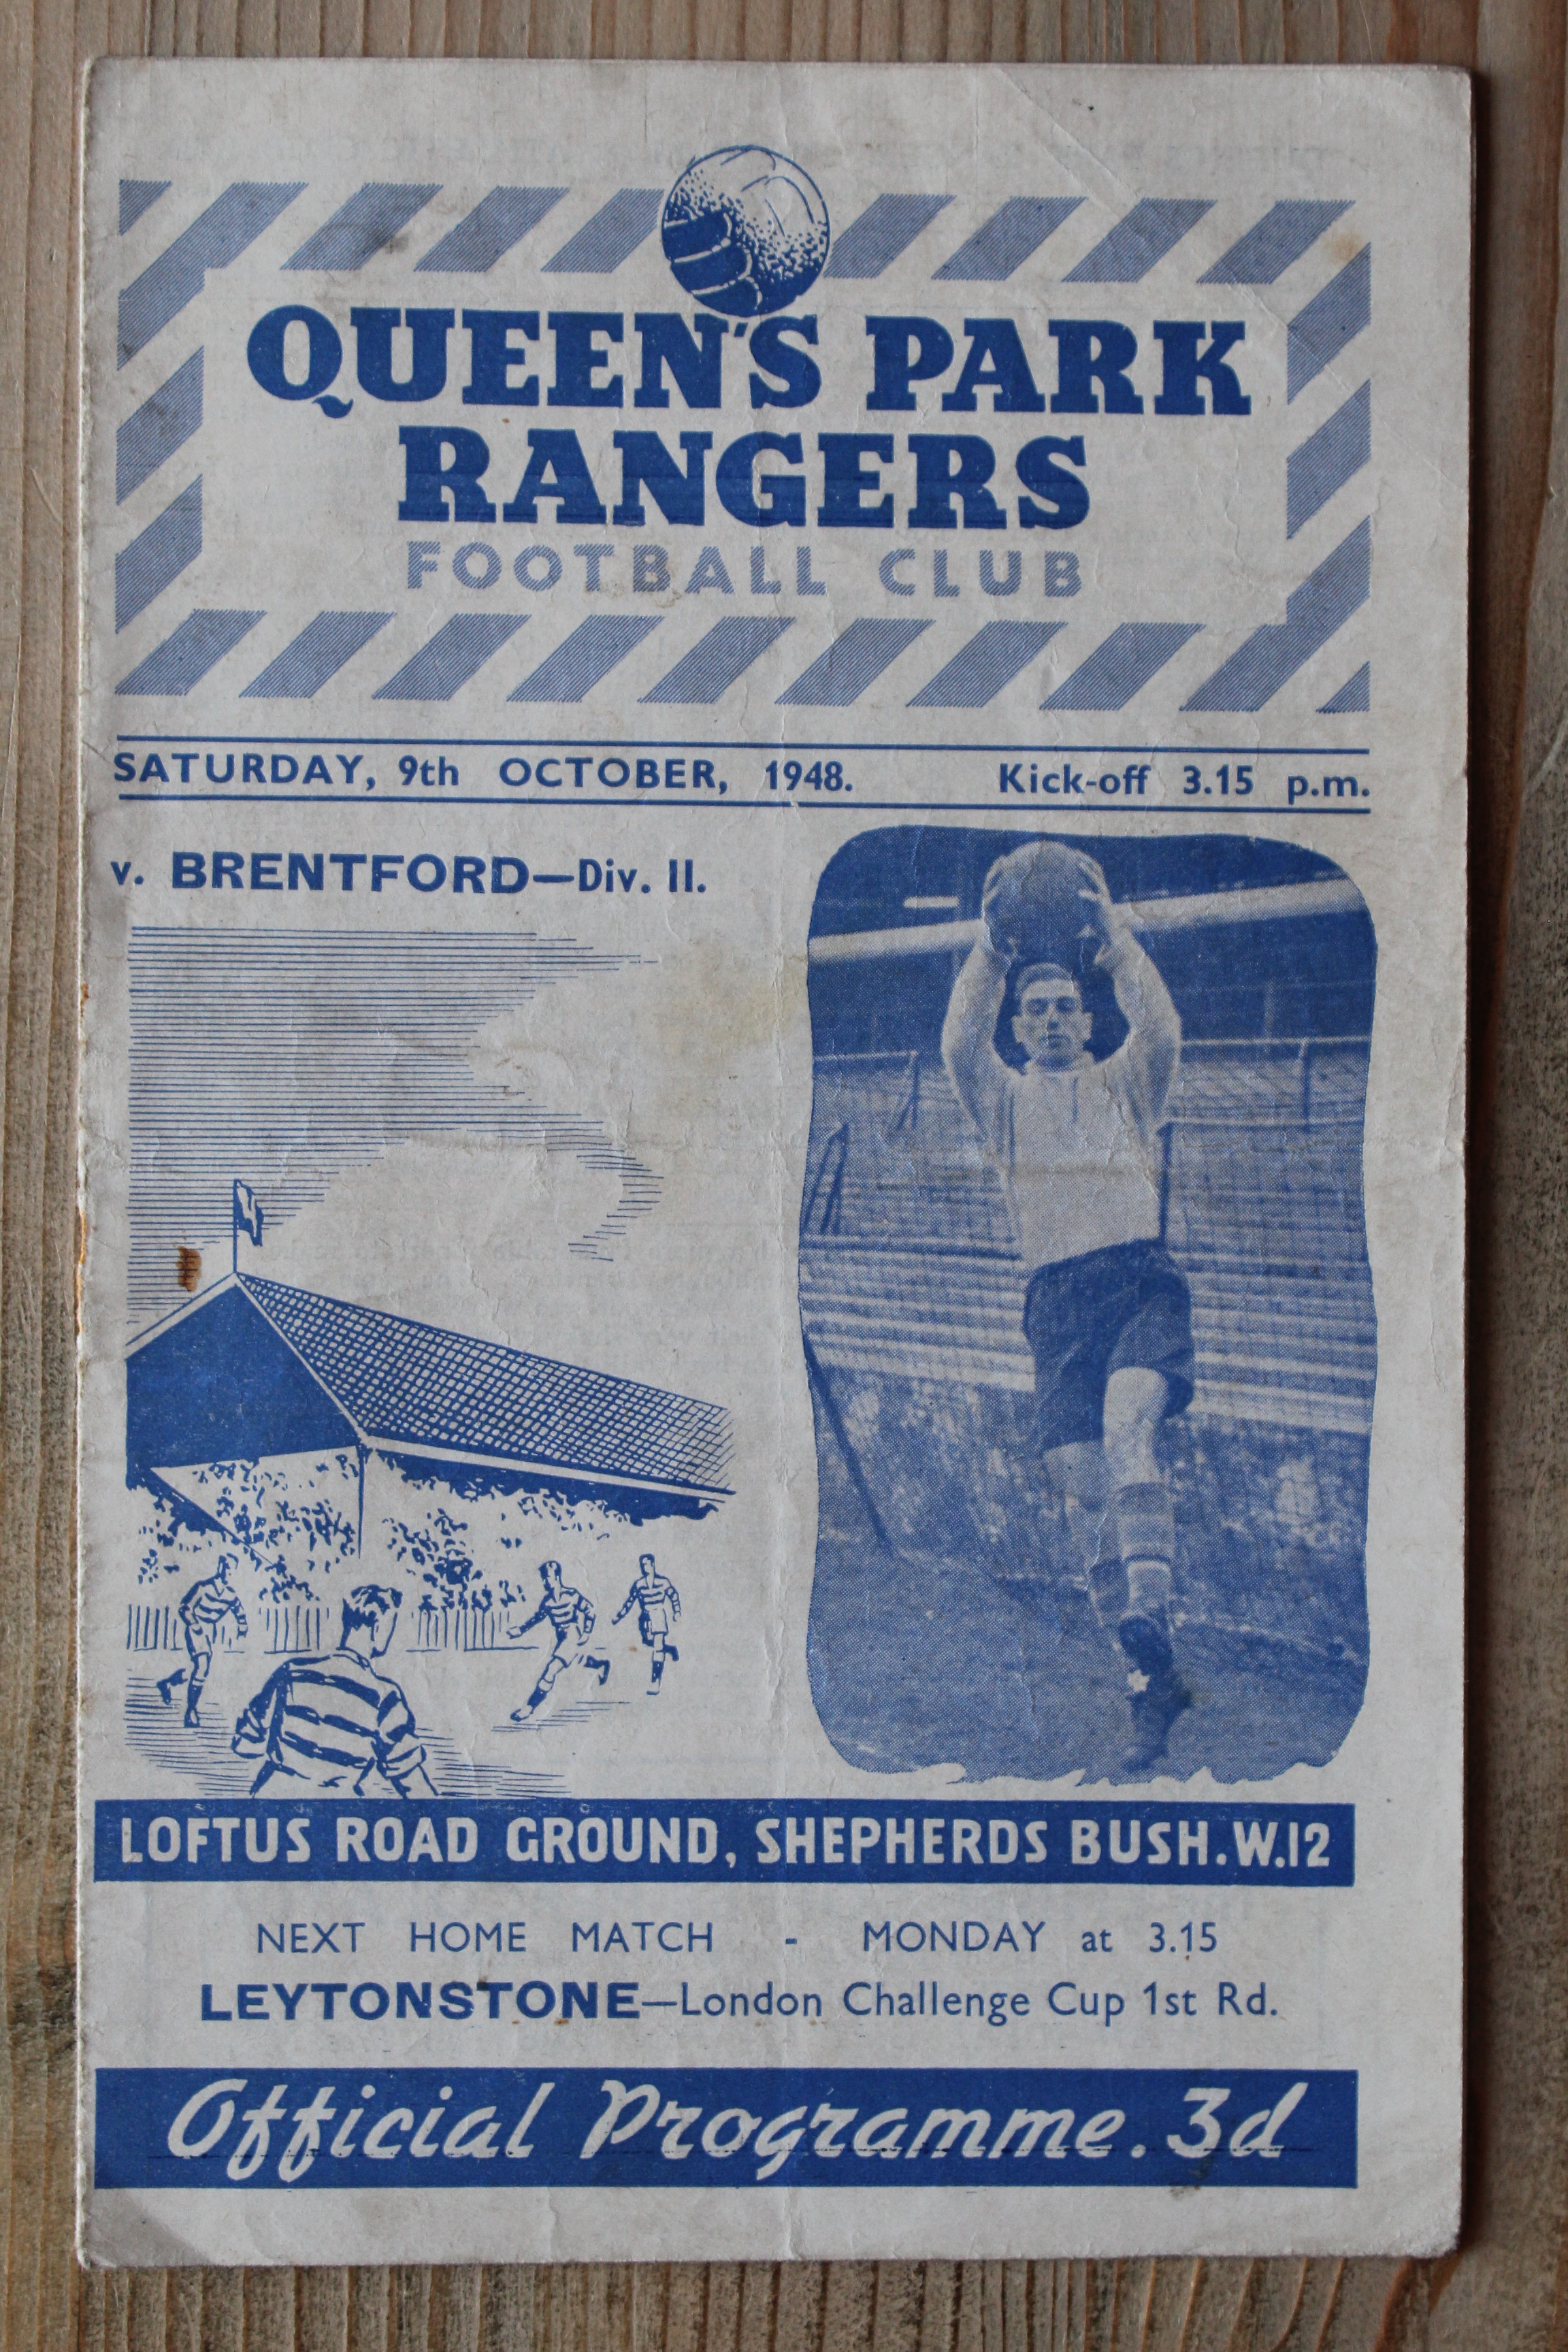 QUEEN'S PARK
RANGERS
FOOTBALL CLUB
SATURDAY, 9th OCTOBER, 1948. Kick-off 3.15 p.m.
v. BRENTFORD—Div. II.
LOFTUS ROAD GROUND, SHEPHERDS BUSH. W.12
NEXT HOME MATCH - MONDAY at 3.15
LEYTONSTONE—London Challenge Cup 1st Rd.
Official Programme. 3d